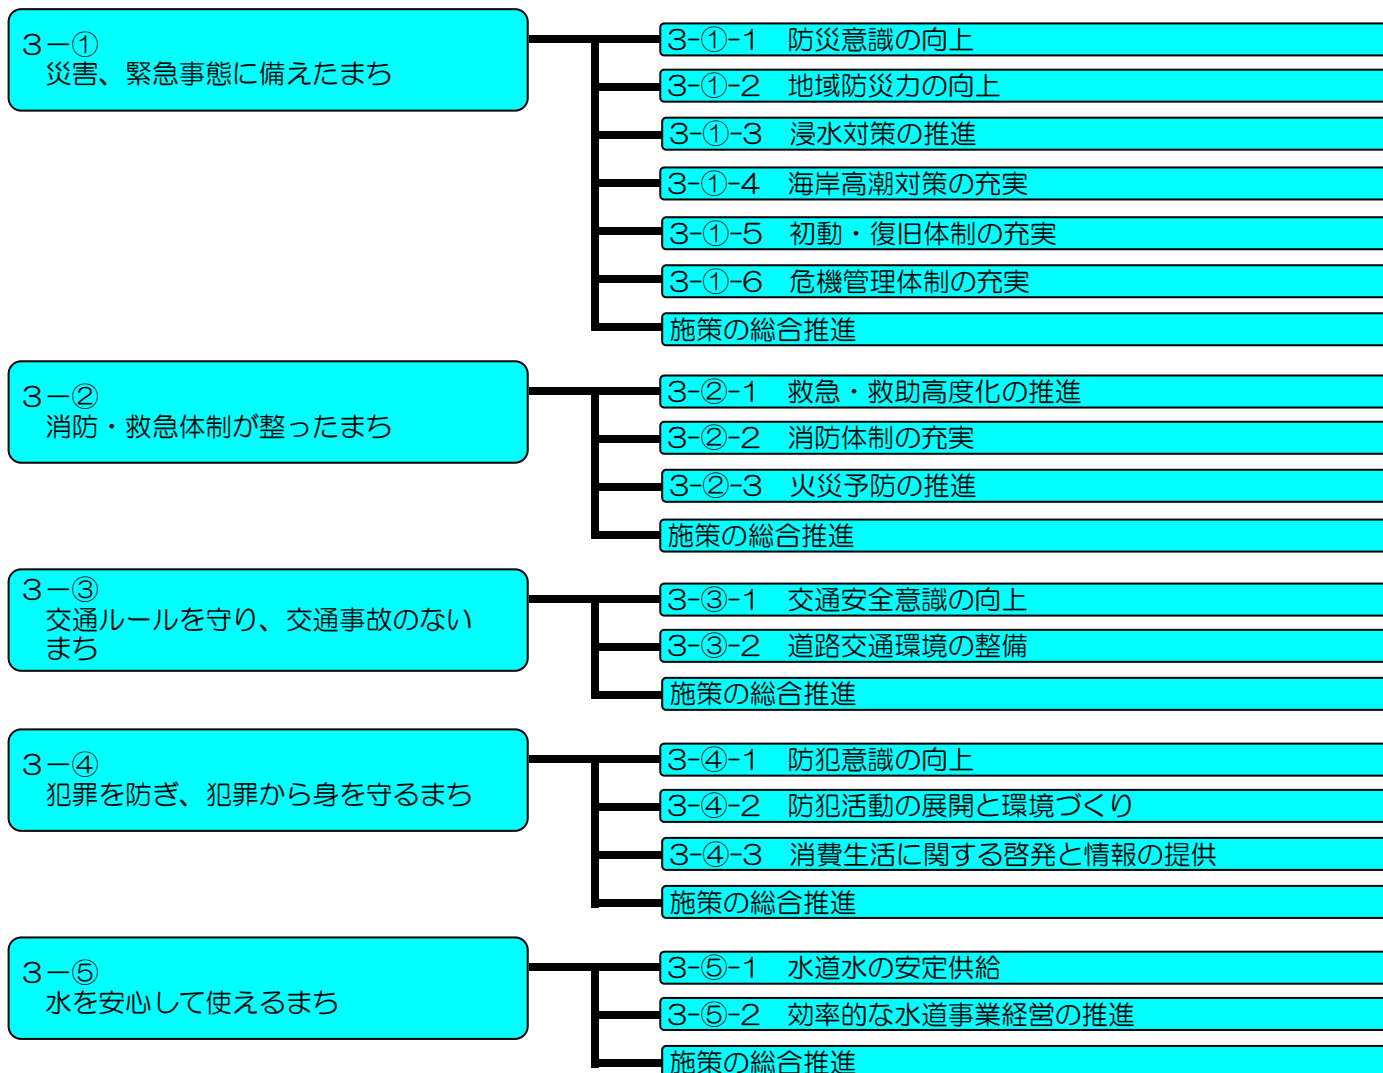 3－①
災害、緊急事態に備えたまち
3-①-1　防災意識の向上
3-①-2　地域防災力の向上
3-①-3　浸水対策の推進
3-①-4　海岸高潮対策の充実
3-①-5　初動・復旧体制の充実
3-①-6　危機管理体制の充実
施策の総合推進
3－②
消防・救急体制が整ったまち
3-②-1　救急・救助高度化の推進
3-②-2　消防体制の充実
3-②-3　火災予防の推進
施策の総合推進
3－③
交通ルールを守り、交通事故のない
まち
3-③-1　交通安全意識の向上
3-③-2　道路交通環境の整備
施策の総合推進
3－④
犯罪を防ぎ、犯罪から身を守るまち
3-④-1　防犯意識の向上
3-④-2　防犯活動の展開と環境づくり
3-④-3　消費生活に関する啓発と情報の提供
施策の総合推進
3－⑤
水を安心して使えるまち
3-⑤-1　水道水の安定供給
3-⑤-2　効率的な水道事業経営の推進
施策の総合推進